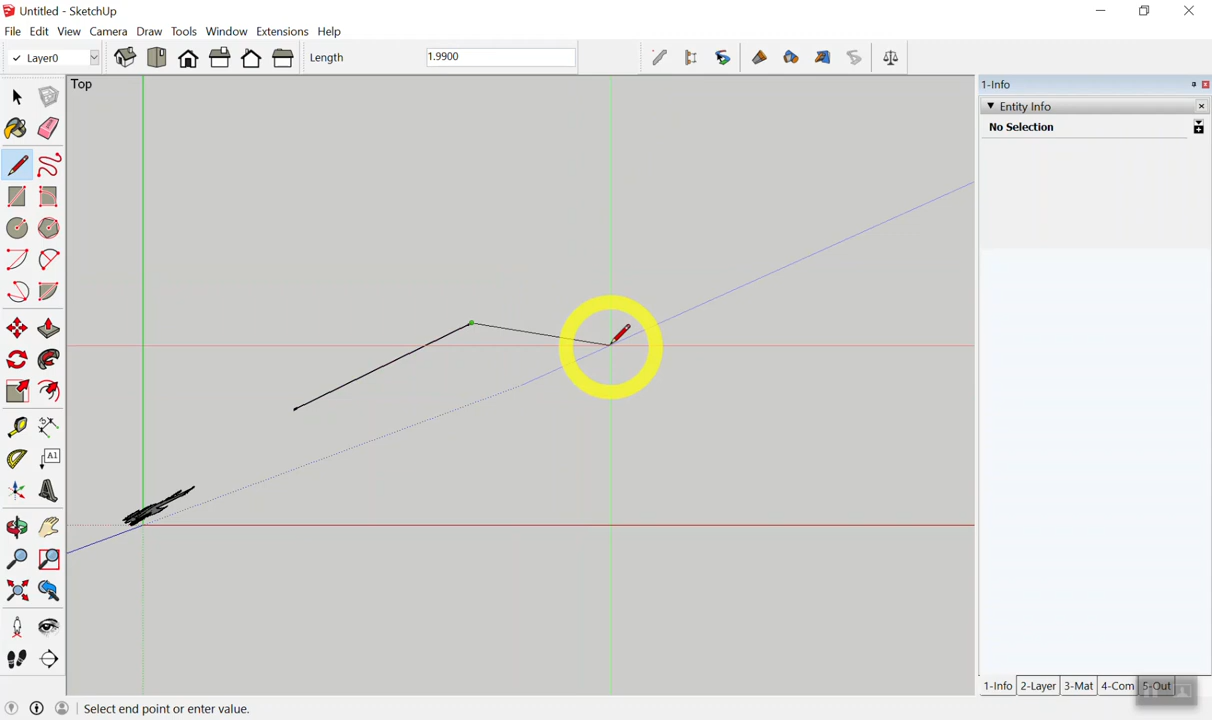 Untitled - SketchUp
File Edit View Camera Draw Tools Window Extensions Help
Layer0
Length
1.9900
Top
1-Info
Entity Info
No Selection
A1
1-Info 2-Layer 3-Mat 4-Com 5-Out
Select end point or enter value.